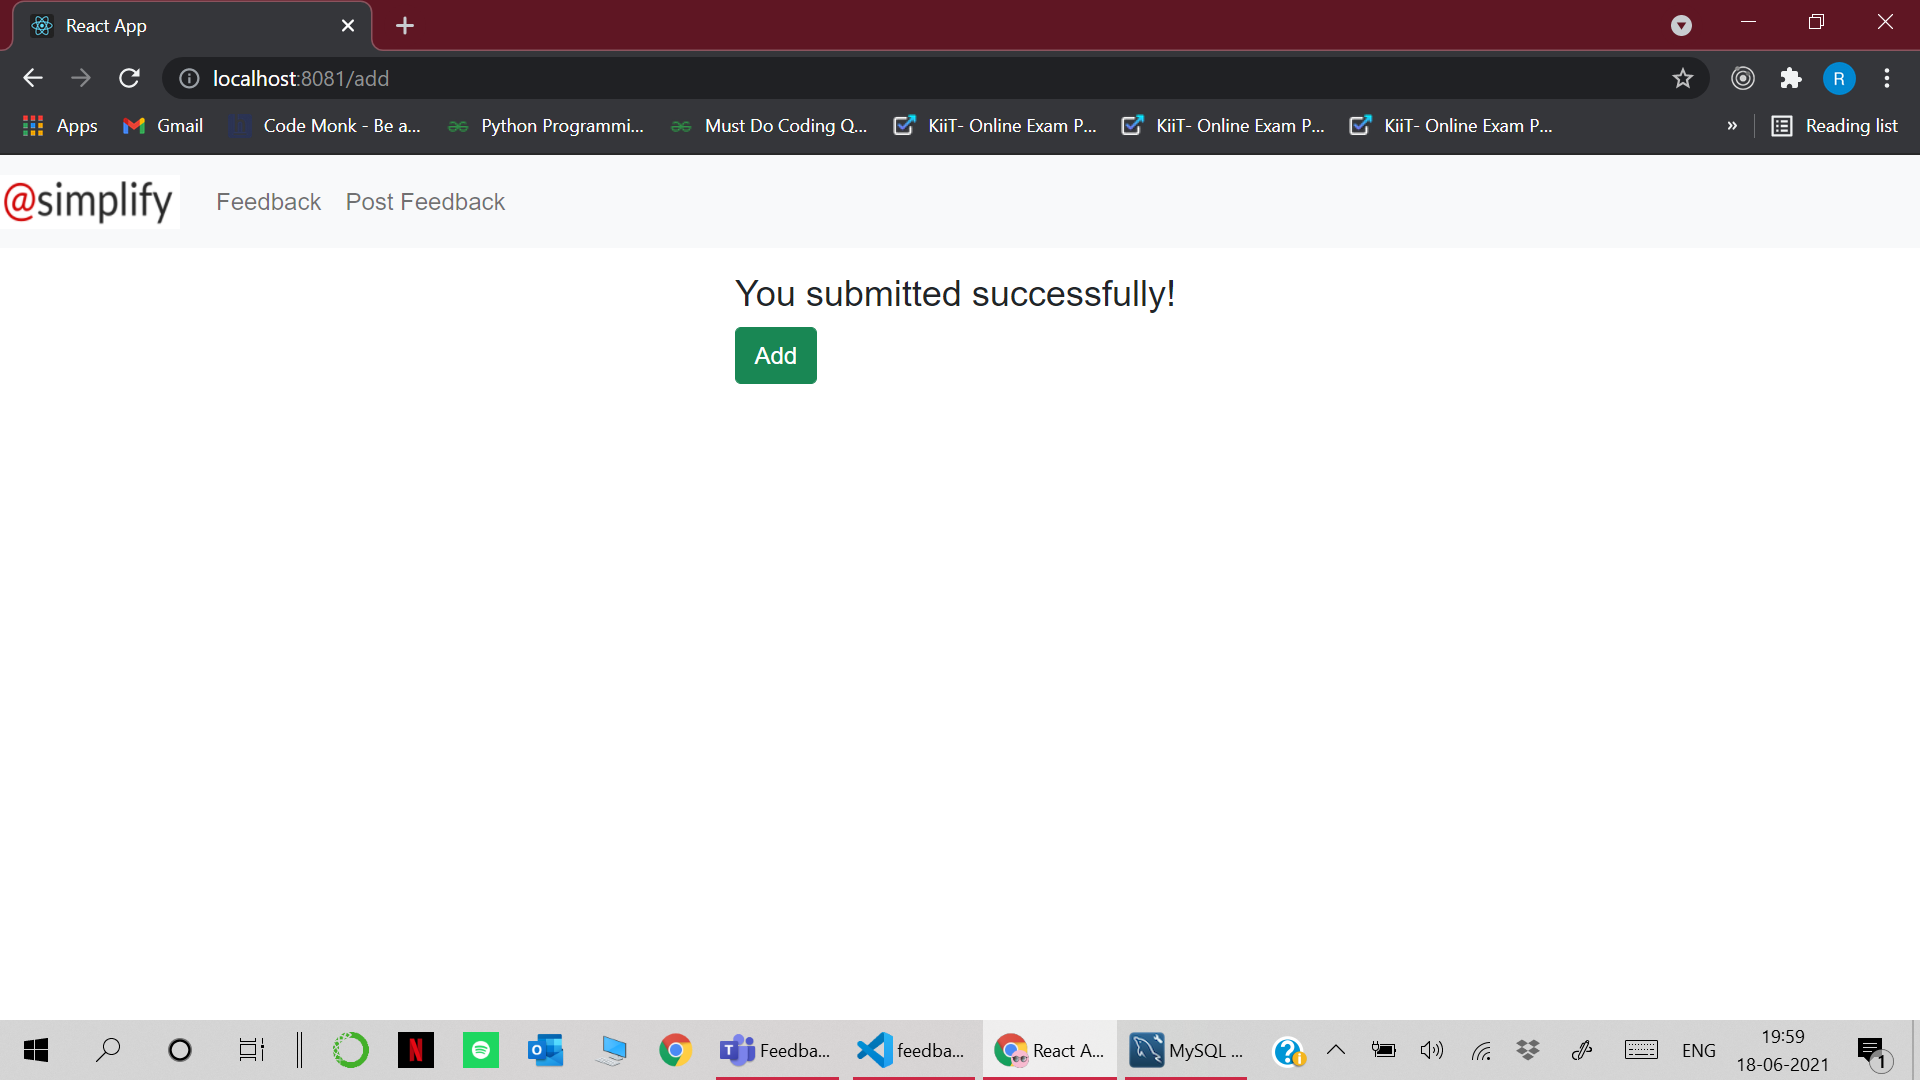 React App
localhost:8081/add
R
Apps
Gmail
Code Monk - Be a...
Python Programmi...
Must Do Coding Q...
KiiT- Online Exam P...
KiiT- Online Exam P...
KiiT- Online Exam P...
»
Reading list
@simplify
Feedback
Post Feedback
You submitted successfully!
Add
Feedba...
feedba...
React A...
MySQL ...
ENG
19:59
18-06-2021
1